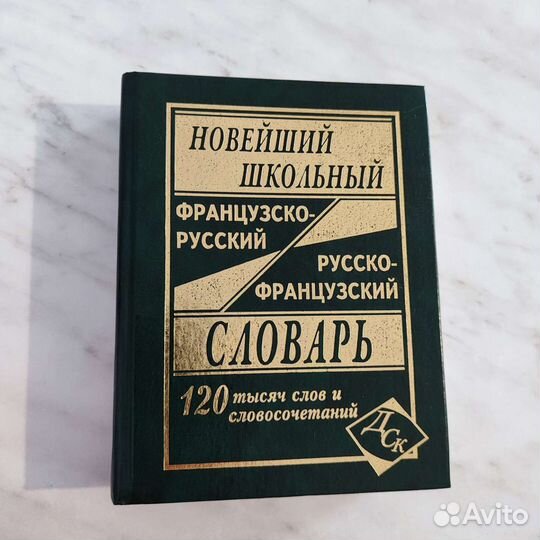 НОВЕЙШИЙ
ШКОЛЬНЫЙ
ФРАНЦУЗСКО-
РУССКИЙ
РУССКО-
ФРАНЦУЗСКИЙ
СЛОВАРЬ
120 тысяч слов и
словосочетаний
ДСК
Avito